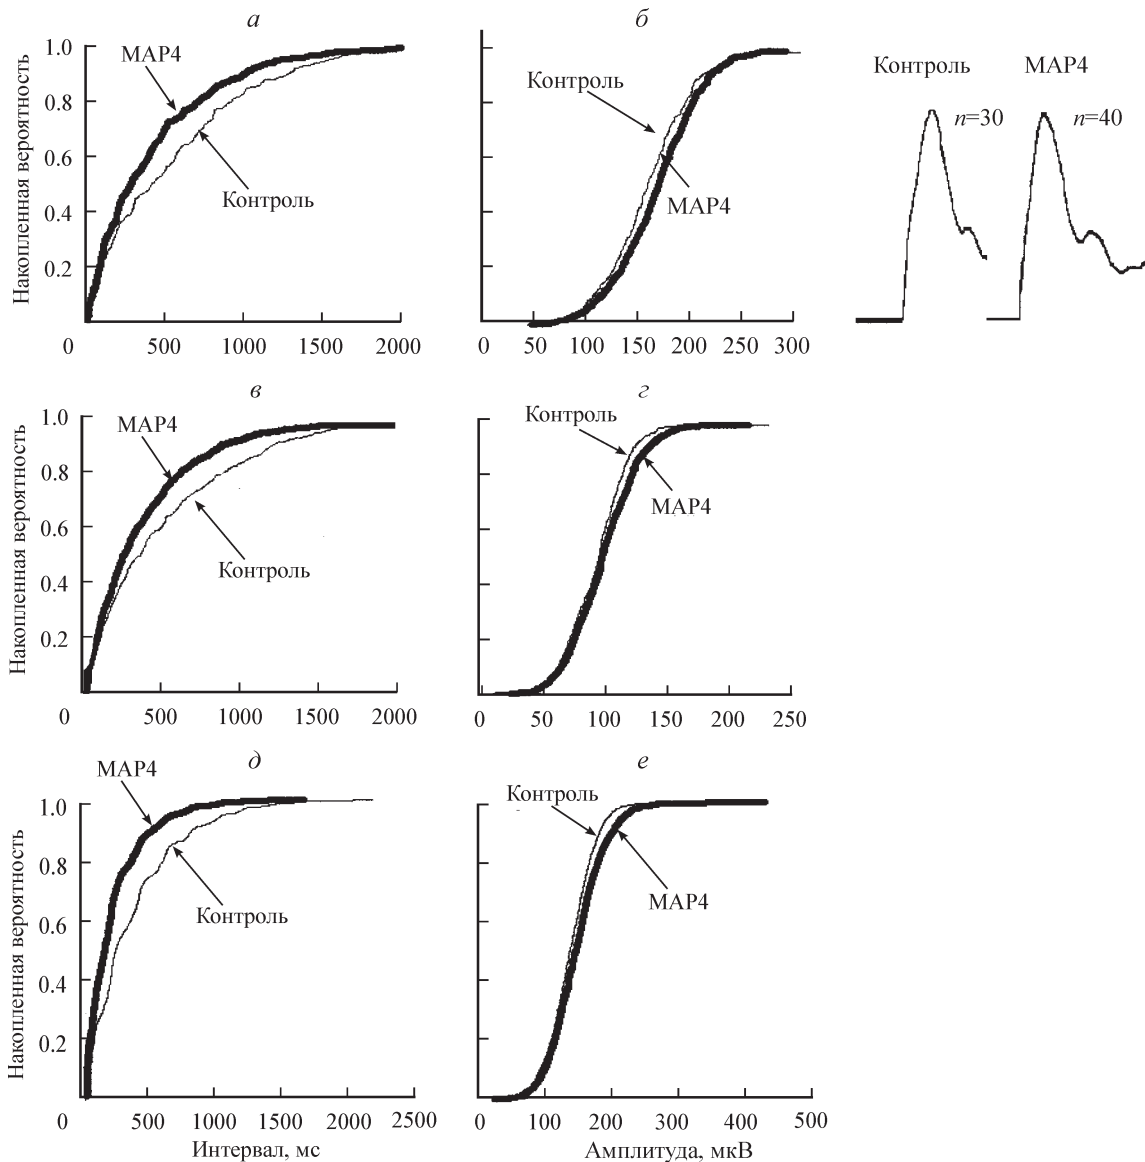 а
б
Накопленная вероятность
1.0
0.8
0.6
0.4
0.2
0
500
1000
1500
2000
MAP4
Контроль
0
50
100
150
200
250
300
Контроль
MAP4
Контроль
MAP4
n=30
n=40
в
г
Накопленная вероятность
1.0
0.8
0.6
0.4
0.2
0
500
1000
1500
2000
MAP4
Контроль
0
50
100
150
200
250
Контроль
MAP4
д
е
Накопленная вероятность
1.0
0.8
0.6
0.4
0.2
0
500
1000
1500
2000
2500
MAP4
Контроль
Интервал, мс
0
100
200
300
400
500
Контроль
MAP4
Амплитуда, мкВ